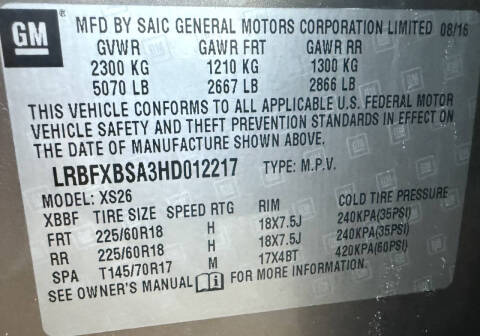 GM
MFD BY SAIC GENERAL MOTORS CORPORATION LIMITED 08/16
GVWR GAWR FRT GAWR RR
2300 KG 1210 KG 1300 KG
5070 LB 2667 LB 2866 LB
THIS VEHICLE CONFORMS TO ALL APPLICABLE U.S. FEDERAL MOTOR
VEHICLE SAFETY AND THEFT PREVENTION STANDARDS IN EFFECT ON
THE DATE OF MANUFACTURE SHOWN ABOVE.
LRBFXBSA3HD012217 TYPE: M.P.V.
MODEL: XS26
XBBF TIRE SIZE SPEED RTG RIM COLD TIRE PRESSURE
FRT 225/60R18 H 18X7.5J 240KPA(35PSI)
RR 225/60R18 H 18X7.5J 240KPA(35PSI)
SPA T145/70R17 M 17X4BT 420KPA(60PSI)
SEE OWNER'S MANUAL FOR MORE INFORMATION